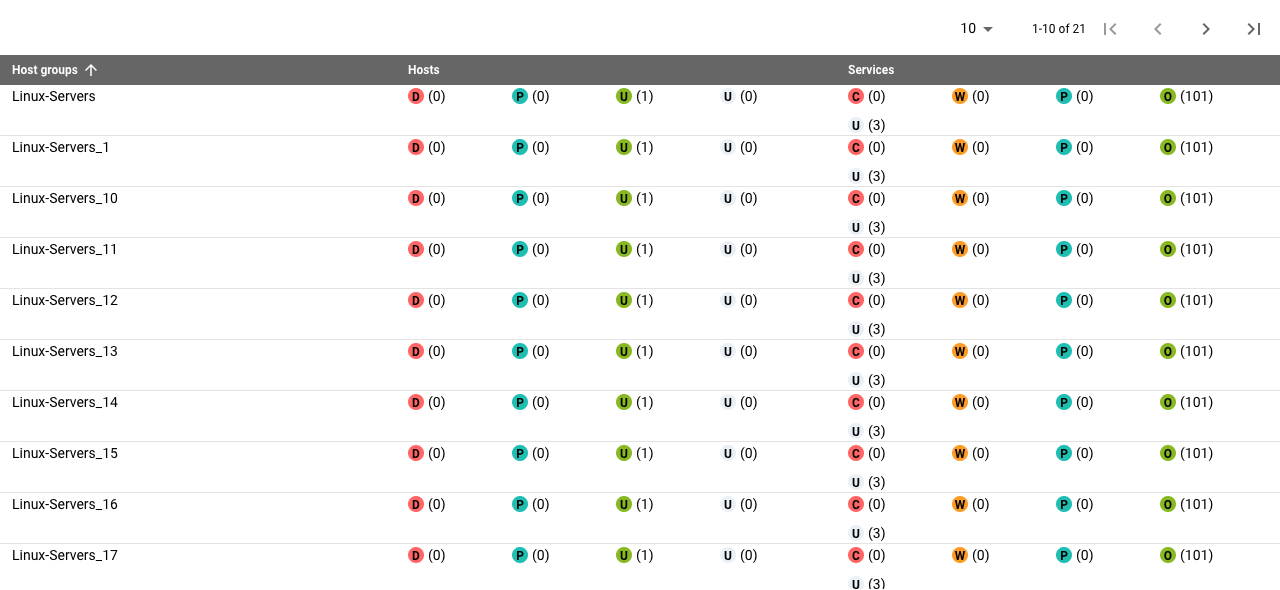 10 1-10 of 21
Host groups Hosts Services
Linux-Servers D (0) P (0) U (1) U (0) C (0) W (0) P (0) O (101)
U (3)
Linux-Servers_1 D (0) P (0) U (1) U (0) C (0) W (0) P (0) O (101)
U (3)
Linux-Servers_10 D (0) P (0) U (1) U (0) C (0) W (0) P (0) O (101)
U (3)
Linux-Servers_11 D (0) P (0) U (1) U (0) C (0) W (0) P (0) O (101)
U (3)
Linux-Servers_12 D (0) P (0) U (1) U (0) C (0) W (0) P (0) O (101)
U (3)
Linux-Servers_13 D (0) P (0) U (1) U (0) C (0) W (0) P (0) O (101)
U (3)
Linux-Servers_14 D (0) P (0) U (1) U (0) C (0) W (0) P (0) O (101)
U (3)
Linux-Servers_15 D (0) P (0) U (1) U (0) C (0) W (0) P (0) O (101)
U (3)
Linux-Servers_16 D (0) P (0) U (1) U (0) C (0) W (0) P (0) O (101)
U (3)
Linux-Servers_17 D (0) P (0) U (1) U (0) C (0) W (0) P (0) O (101)
U (3)